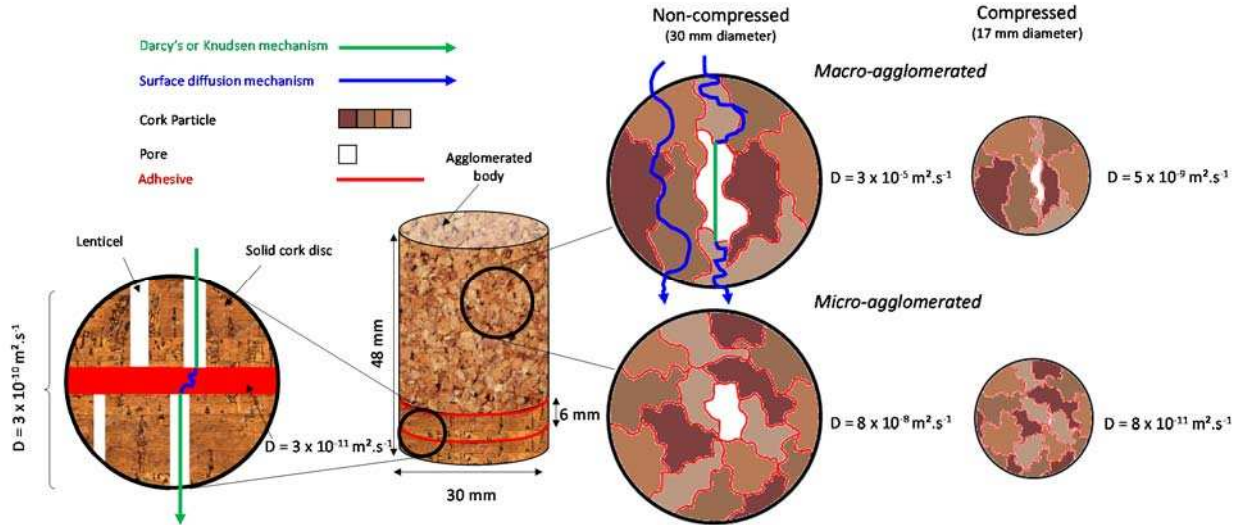 Non-compressed
(30 mm diameter)
Compressed
(17 mm diameter)
Darcy's or Knudsen mechanism
Surface diffusion mechanism
Cork Particle
Pore
Adhesive
Macro-agglomerated
D = 3 x 10⁻⁵ m².s⁻¹
D = 5 x 10⁻⁹ m².s⁻¹
Agglomerated
body
Lenticel
Solid cork disc
Micro-agglomerated
48 mm
6 mm
D = 3 x 10⁻¹⁰ m².s⁻¹
D = 3 x 10⁻¹¹ m².s⁻¹
D = 8 x 10⁻⁸ m².s⁻¹
D = 8 x 10⁻¹¹ m².s⁻¹
30 mm